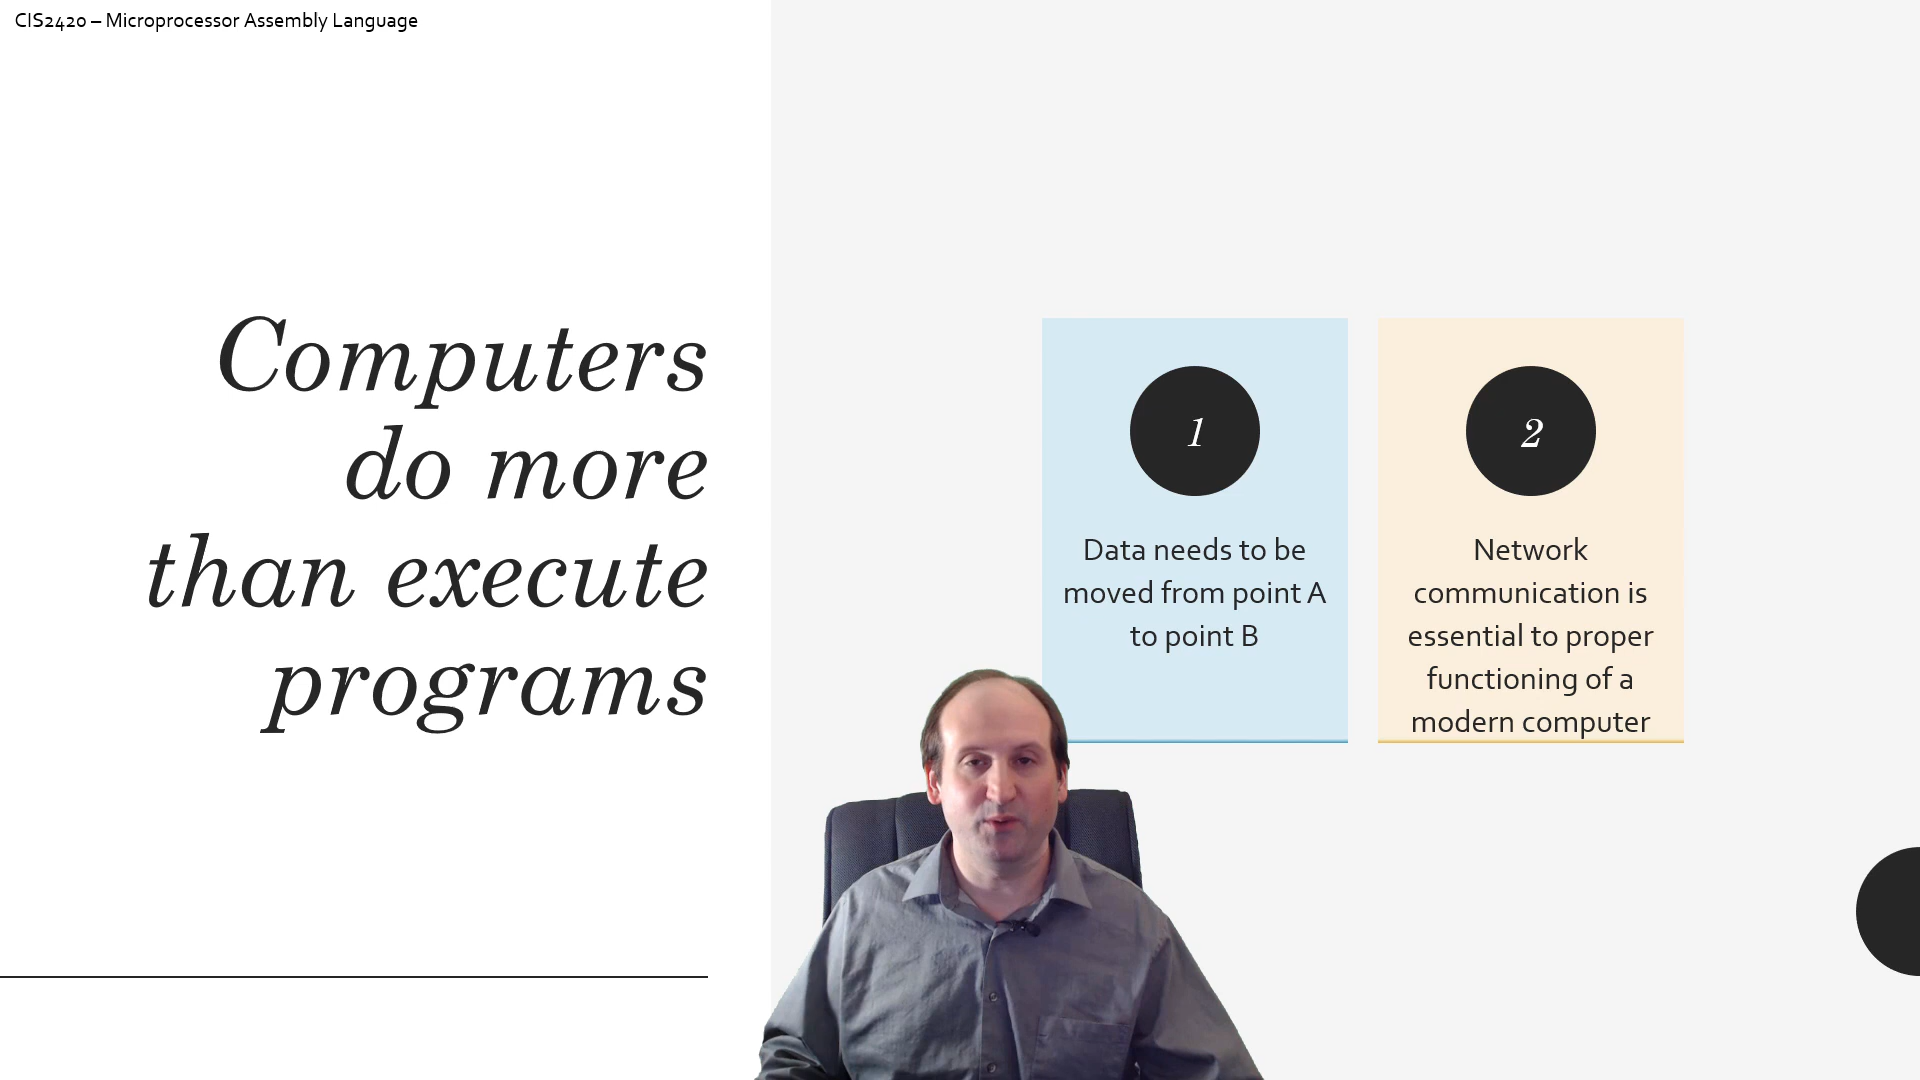 CIS2420 – Microprocessor Assembly Language
Computers
do more
than execute
programs
1
Data needs to be
moved from point A
to point B
2
Network
communication is
essential to proper
functioning of a
modern computer